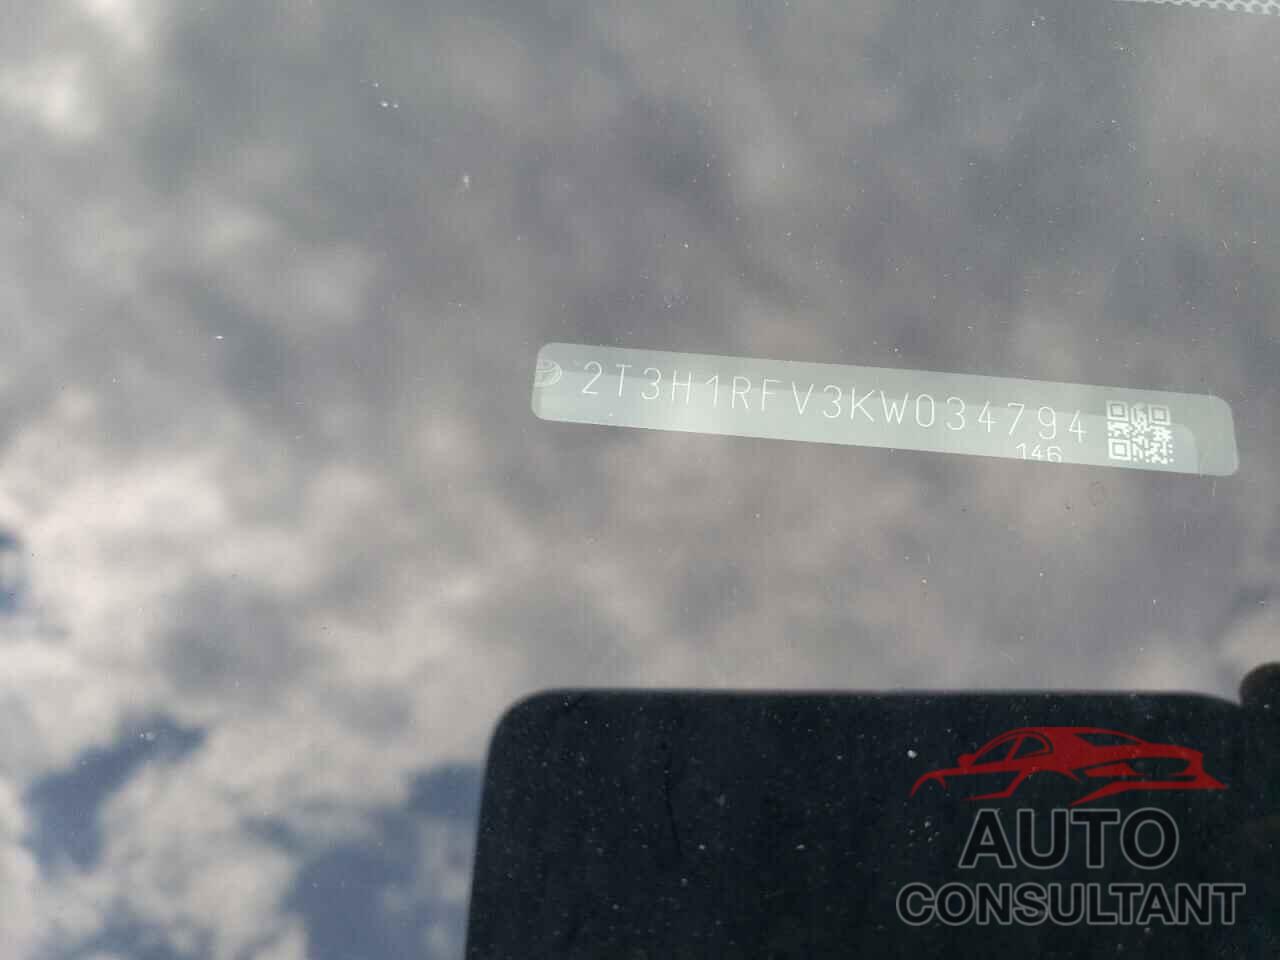 2T3H1RFV3KW034794
146
AUTO
CONSULTANT